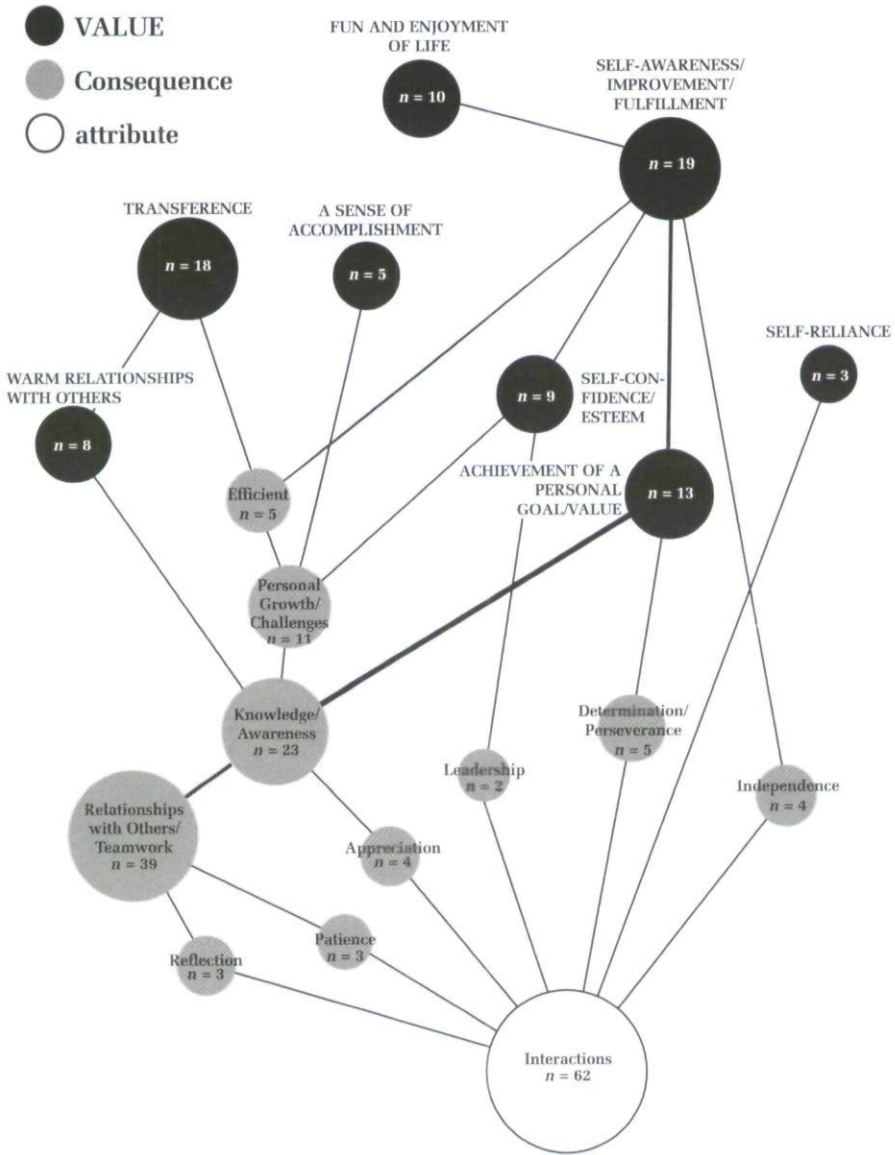 VALUE
Consequence
attribute
FUN AND ENJOYMENT
OF LIFE
n = 10
SELF-AWARENESS/
IMPROVEMENT/
FULFILLMENT
n = 19
TRANSFERENCE
n = 18
A SENSE OF
ACCOMPLISHMENT
n = 5
SELF-RELIANCE
n = 3
WARM RELATIONSHIPS
WITH OTHERS
n = 8
n = 9
SELF-CON-
FIDENCE/
ESTEEM
Efficient
n = 5
ACHIEVEMENT OF A
PERSONAL
GOAL/VALUE
n = 13
Personal
Growth/
Challenges
n = 11
Knowledge/
Awareness
n = 23
Determination/
Perseverance
n = 5
Leadership
n = 2
Independence
n = 4
Relationships
with Others/
Teamwork
n = 39
Appreciation
n = 4
Patience
n = 3
Reflection
n = 3
Interactions
n = 62